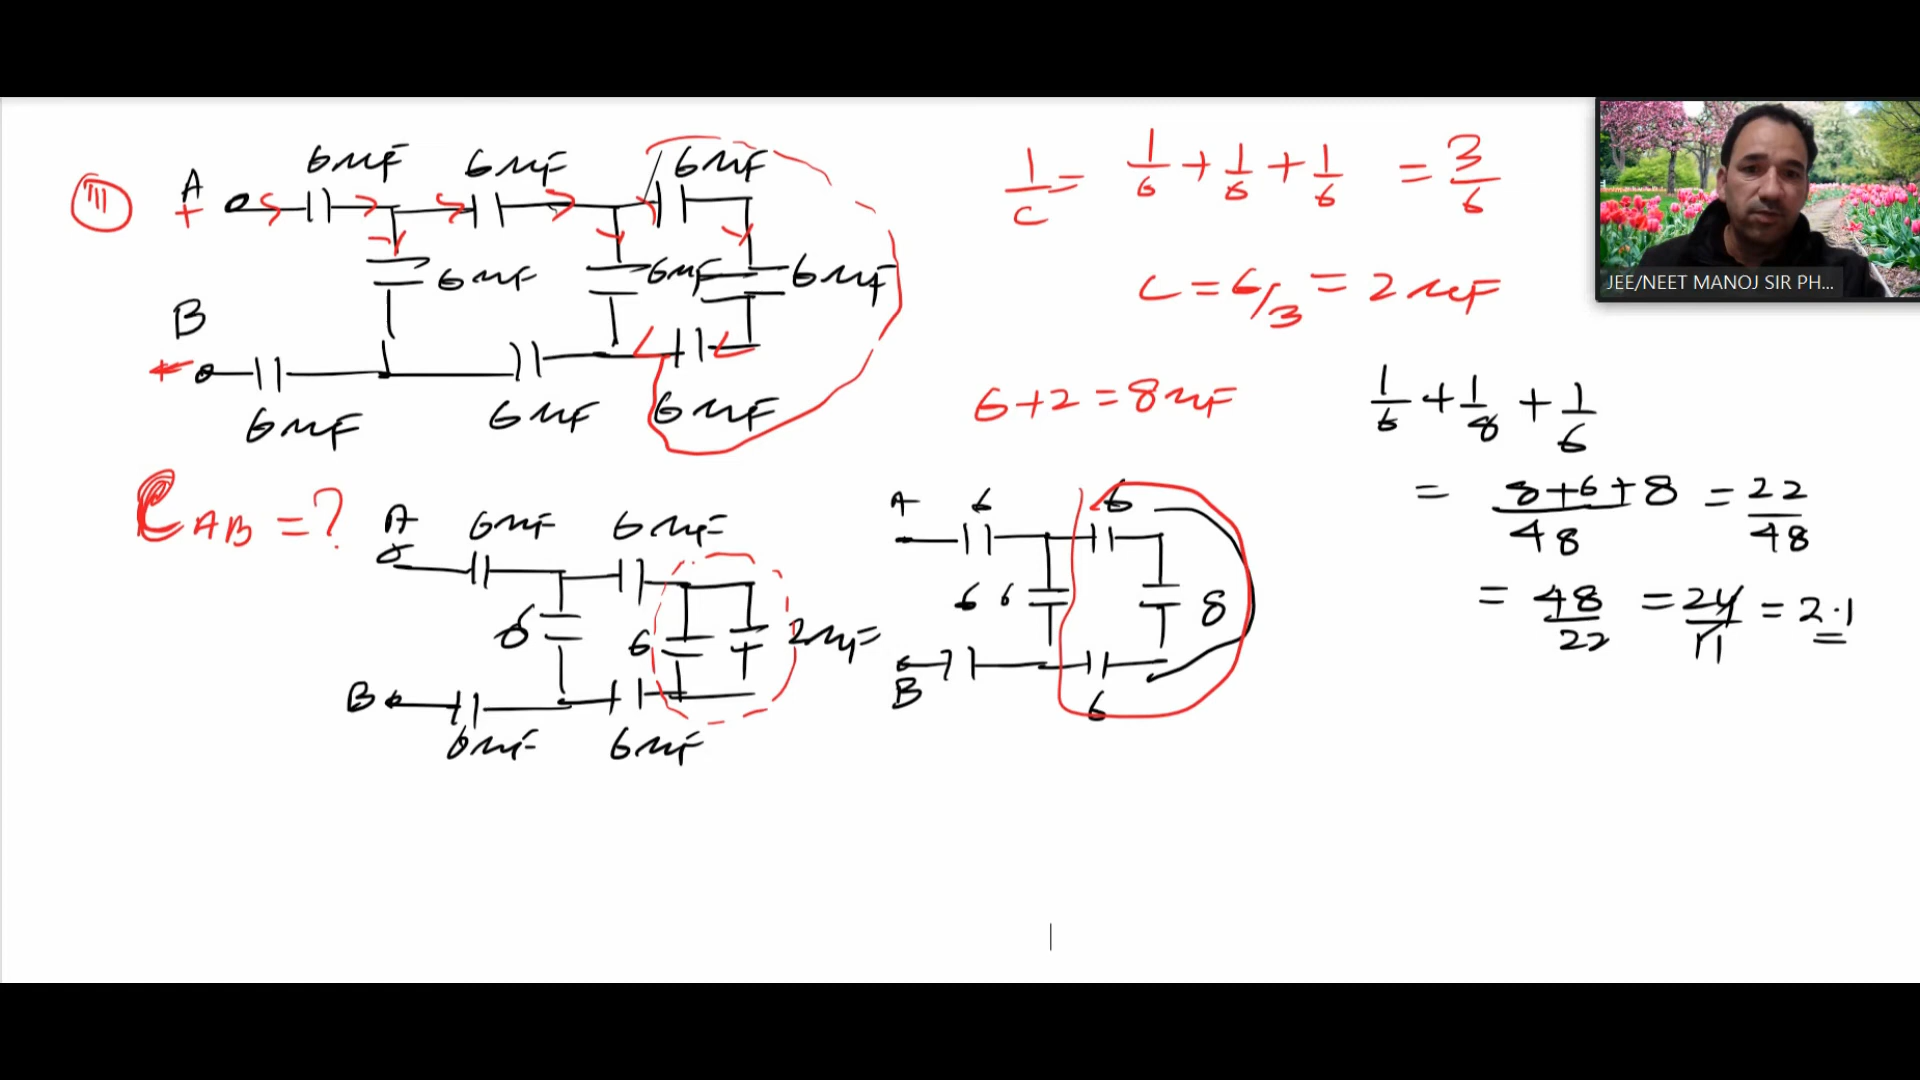 III
A
+
6μF
6μF
6μF
6μF
6μF
6μF
B
6μF
6μF
6μF
C AB = ?
1/C = 1/6 + 1/6 + 1/6 = 3/6
C = 6/3 = 2μF
6+2 = 8μF
1/6 + 1/8 + 1/6
= 8+6+8/48 = 22/48
= 48/22 = 24/11 = 2.1
A
6μF
6μF
6
6
2μF
B
6μF
6μF
A
6
6
6
6
8
B
6
JEE/NEET MANOJ SIR PH...